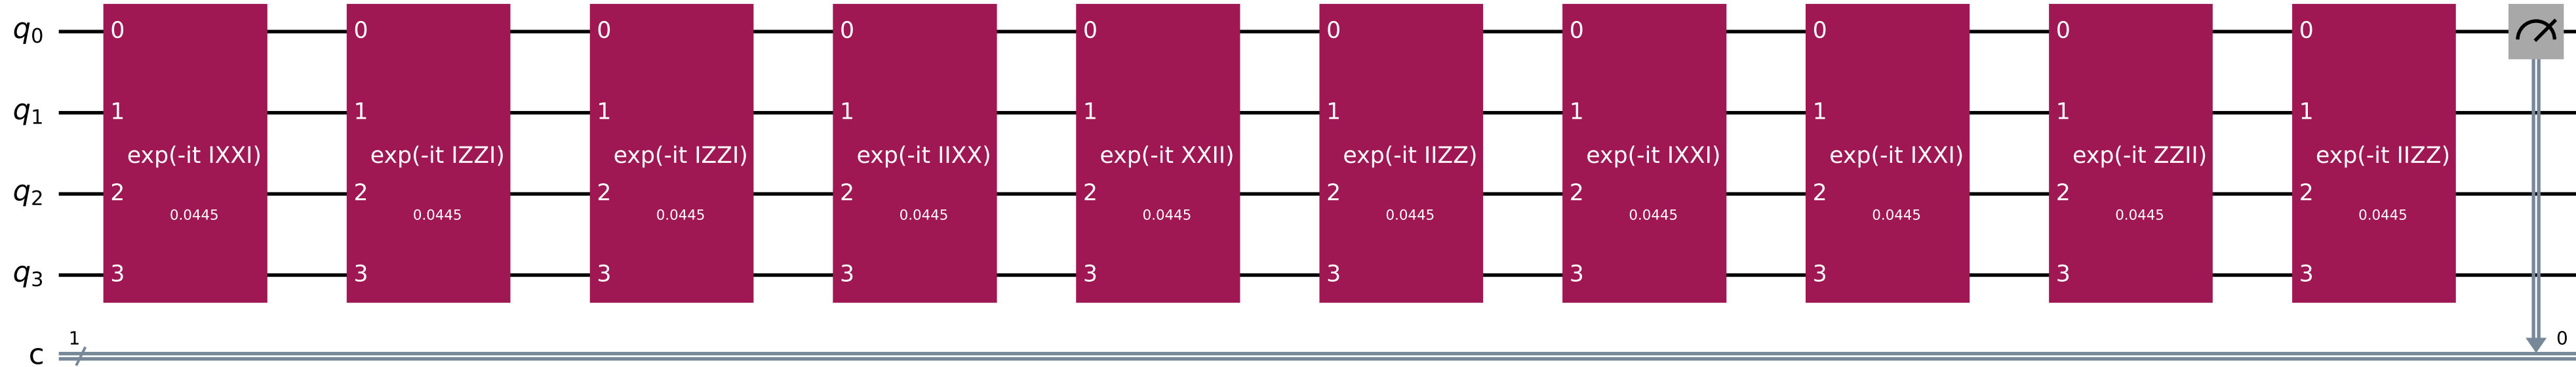 q0 0 0 0 0 0 0 0 0 0 0
q1 1 1 1 1 1 1 1 1 1 1
exp(-it IXXI) exp(-it IZZI) exp(-it IZZI) exp(-it IIXX) exp(-it XXII) exp(-it IIZZ) exp(-it IXXI) exp(-it IXXI) exp(-it ZZII) exp(-it IIZZ)
q2 2 2 2 2 2 2 2 2 2 2
0.0445 0.0445 0.0445 0.0445 0.0445 0.0445 0.0445 0.0445 0.0445 0.0445
q3 3 3 3 3 3 3 3 3 3 3
1 0
c